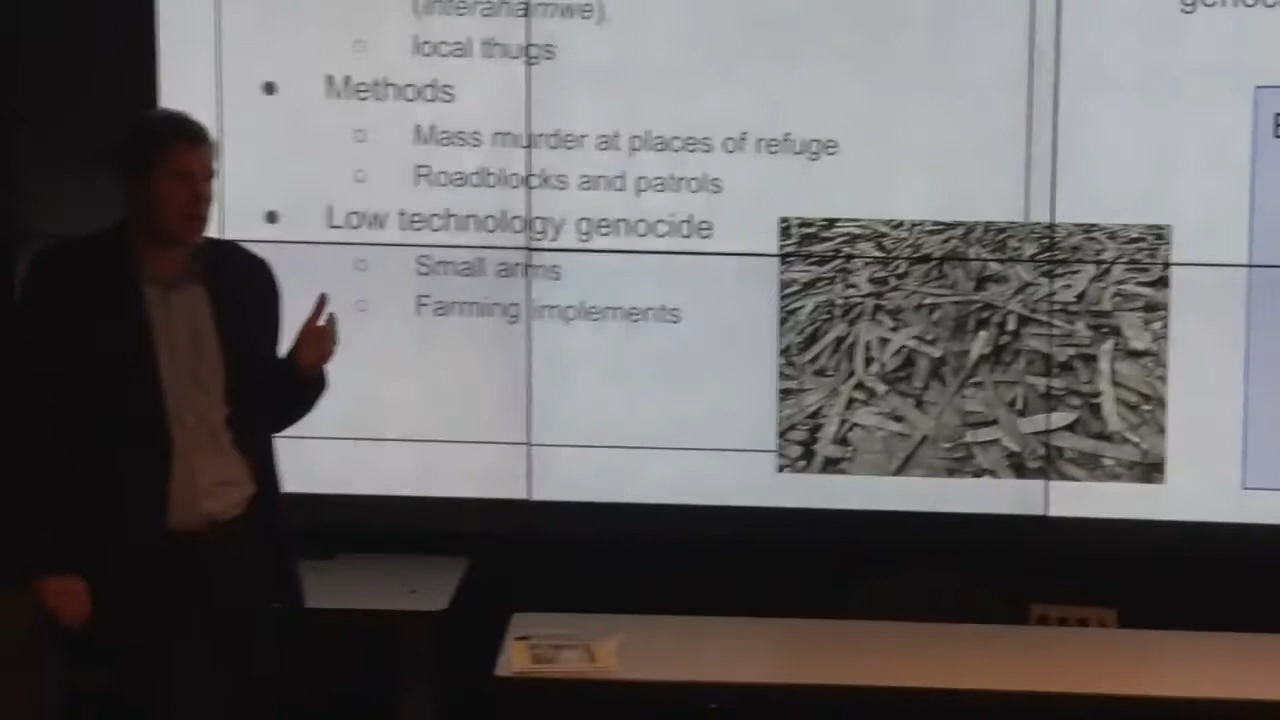 (interahamwe)
local thugs
Methods
Mass murder at places of refuge
Roadblocks and patrols
Low technology genocide
Small arms
Farming implements